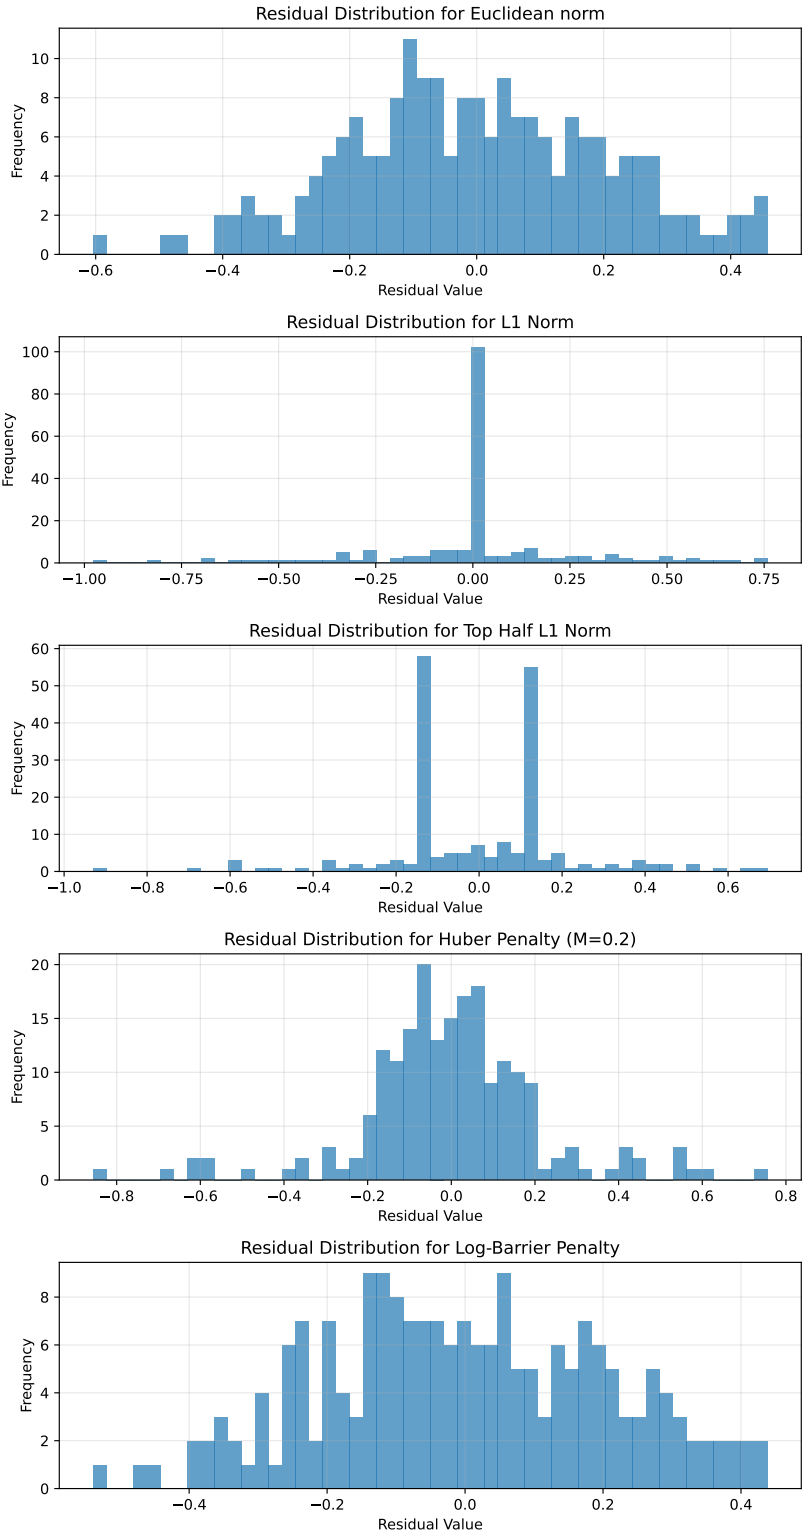 Residual Distribution for Euclidean norm
10
8
6
4
2
0
Frequency
−0.6 −0.4 −0.2 0.0 0.2 0.4
Residual Value
Residual Distribution for L1 Norm
100
80
60
40
20
0
Frequency
−1.00 −0.75 −0.50 −0.25 0.00 0.25 0.50 0.75
Residual Value
Residual Distribution for Top Half L1 Norm
60
50
40
30
20
10
0
Frequency
−1.0 −0.8 −0.6 −0.4 −0.2 0.0 0.2 0.4 0.6
Residual Value
Residual Distribution for Huber Penalty (M=0.2)
20
15
10
5
0
Frequency
−0.8 −0.6 −0.4 −0.2 0.0 0.2 0.4 0.6 0.8
Residual Value
Residual Distribution for Log-Barrier Penalty
8
6
4
2
0
Frequency
−0.4 −0.2 0.0 0.2 0.4
Residual Value